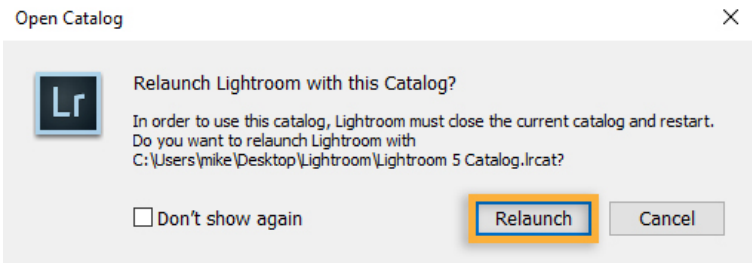 Open Catalog
Lr
Relaunch Lightroom with this Catalog?
In order to use this catalog, Lightroom must close the current catalog and restart.
Do you want to relaunch Lightroom with
C:\Users\mike\Desktop\Lightroom\Lightroom 5 Catalog.lrcat?
Don't show again
Relaunch
Cancel